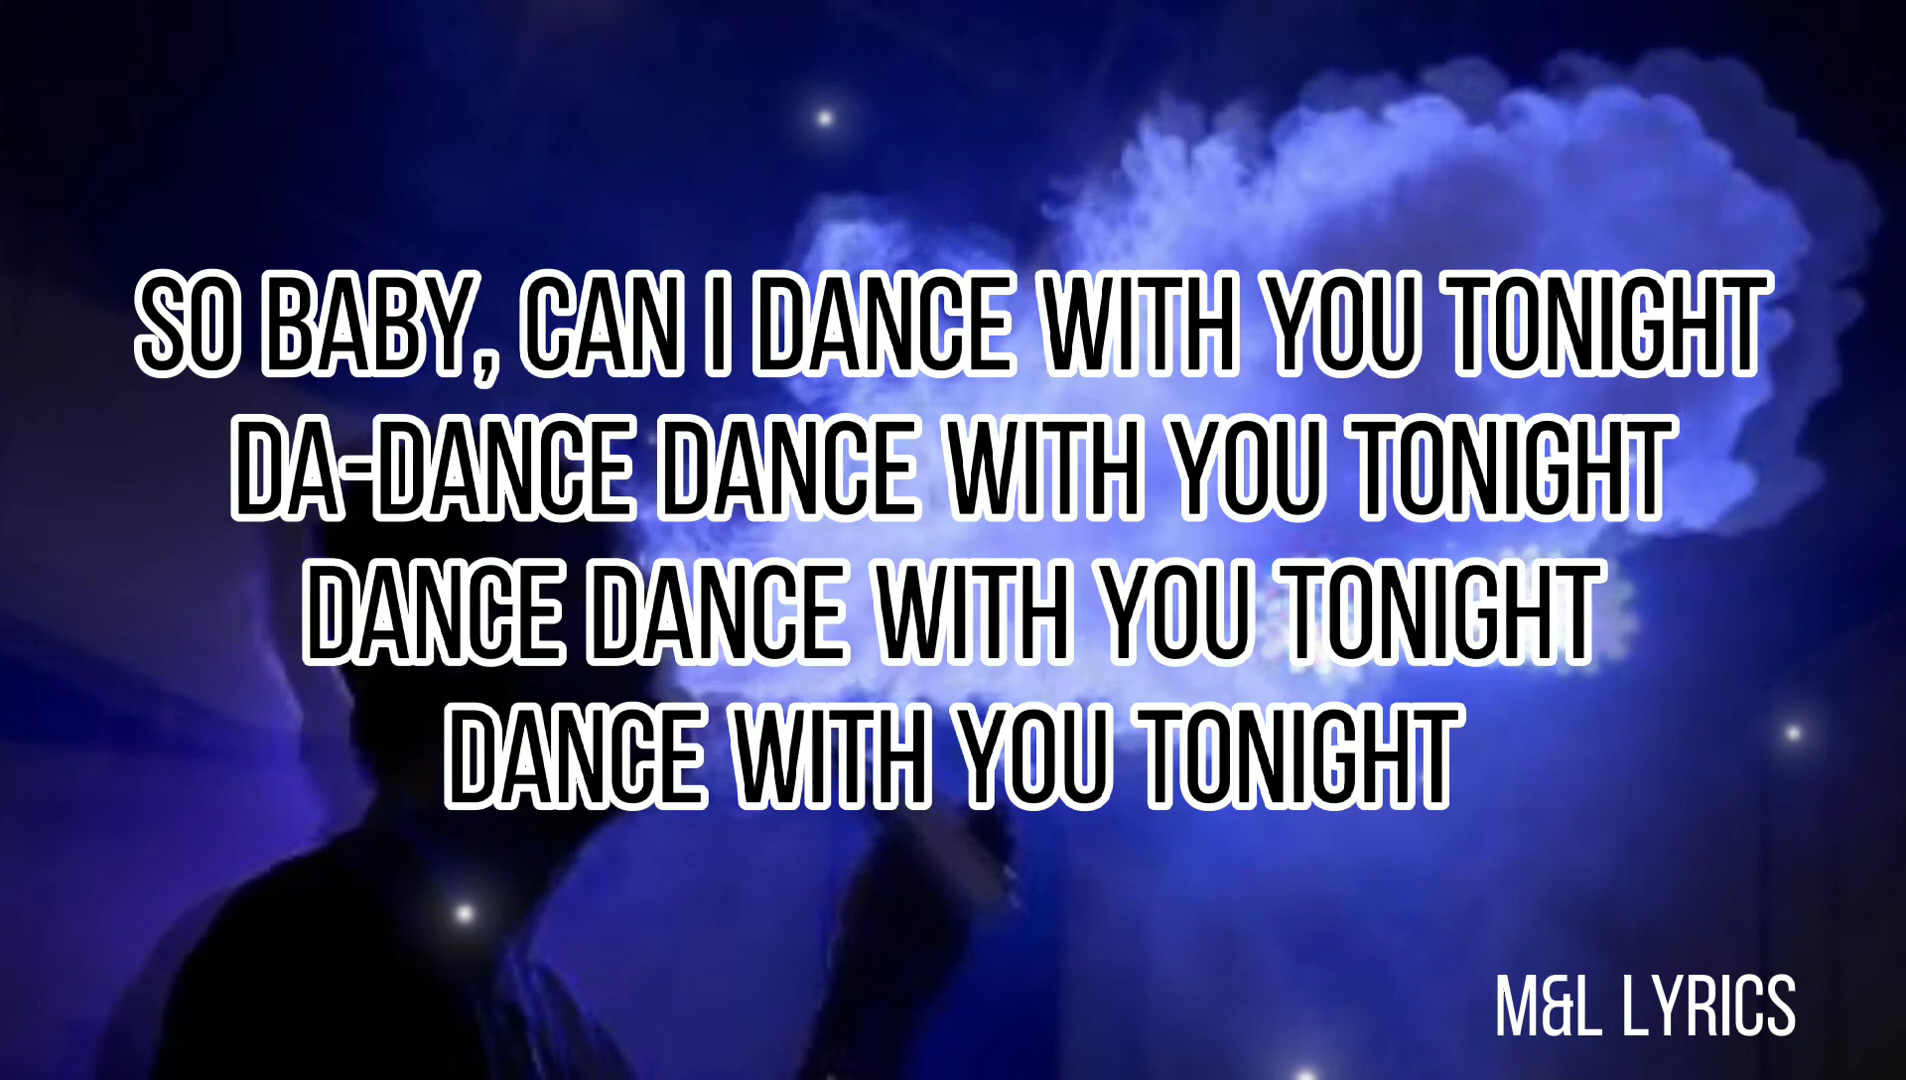 SO BABY, CAN I DANCE WITH YOU TONIGHT
DA-DANCE DANCE WITH YOU TONIGHT
DANCE DANCE WITH YOU TONIGHT
DANCE WITH YOU TONIGHT
M&L LYRICS